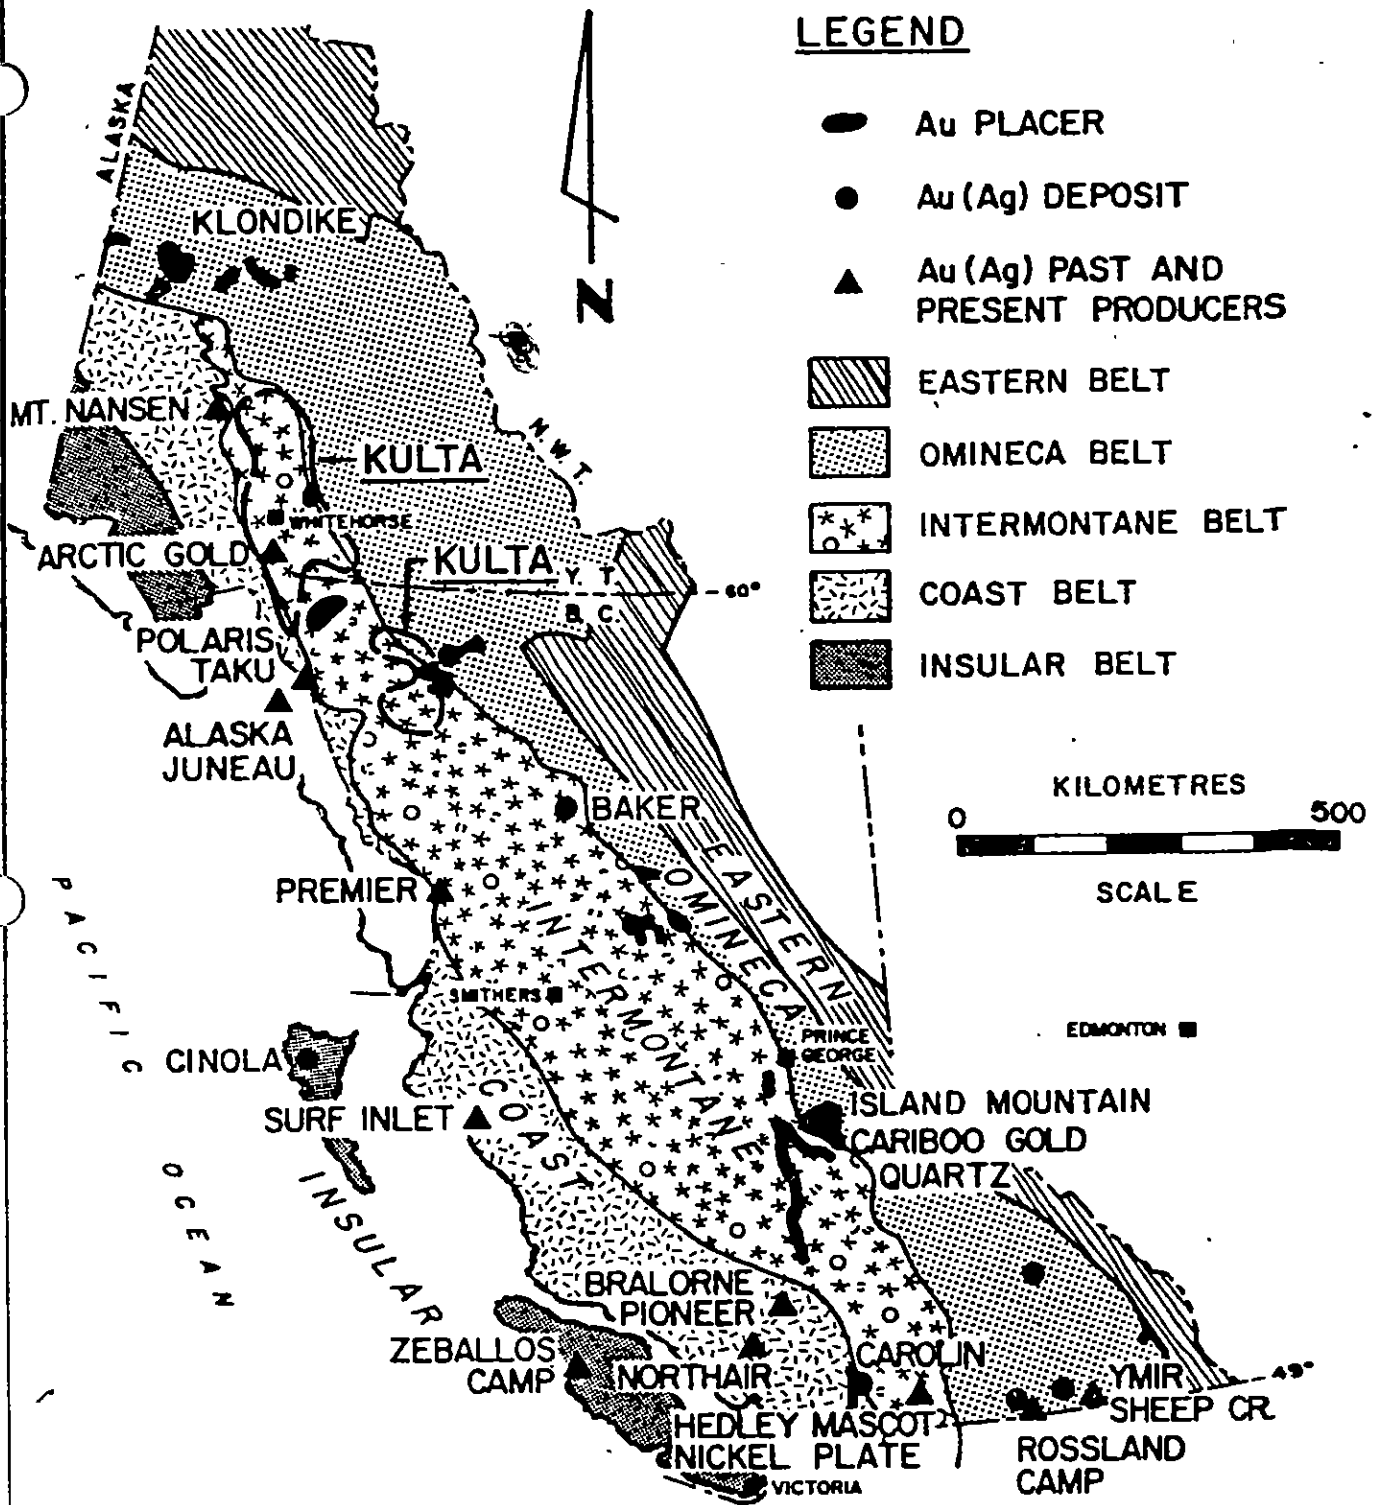 LEGEND
Au PLACER
Au (Ag) DEPOSIT
Au (Ag) PAST AND
PRESENT PRODUCERS
EASTERN BELT
OMINECA BELT
INTERMONTANE BELT
COAST BELT
INSULAR BELT
KILOMETRES
0 500
SCALE
N
ALASKA
KLONDIKE
MT. NANSEN
N.W.T.
KULTA
WHITEHORSE
ARCTIC GOLD
KULTA
Y. T.
60°
B. C.
POLARIS
TAKU
ALASKA
JUNEAU
BAKER
PREMIER
EASTERN
OMINECA
INTERMONTANE
COAST
INSULAR
PACIFIC
OCEAN
SMITHERS
PRINCE
GEORGE
EDMONTON
CINOLA
SURF INLET
ISLAND MOUNTAIN
CARIBOO GOLD
QUARTZ
BRALORNE
PIONEER
ZEBALLOS
CAMP
NORTHAIR
CAROLIN
49°
YMIR
SHEEP CR.
HEDLEY MASCOT
NICKEL PLATE
ROSSLAND
CAMP
VICTORIA